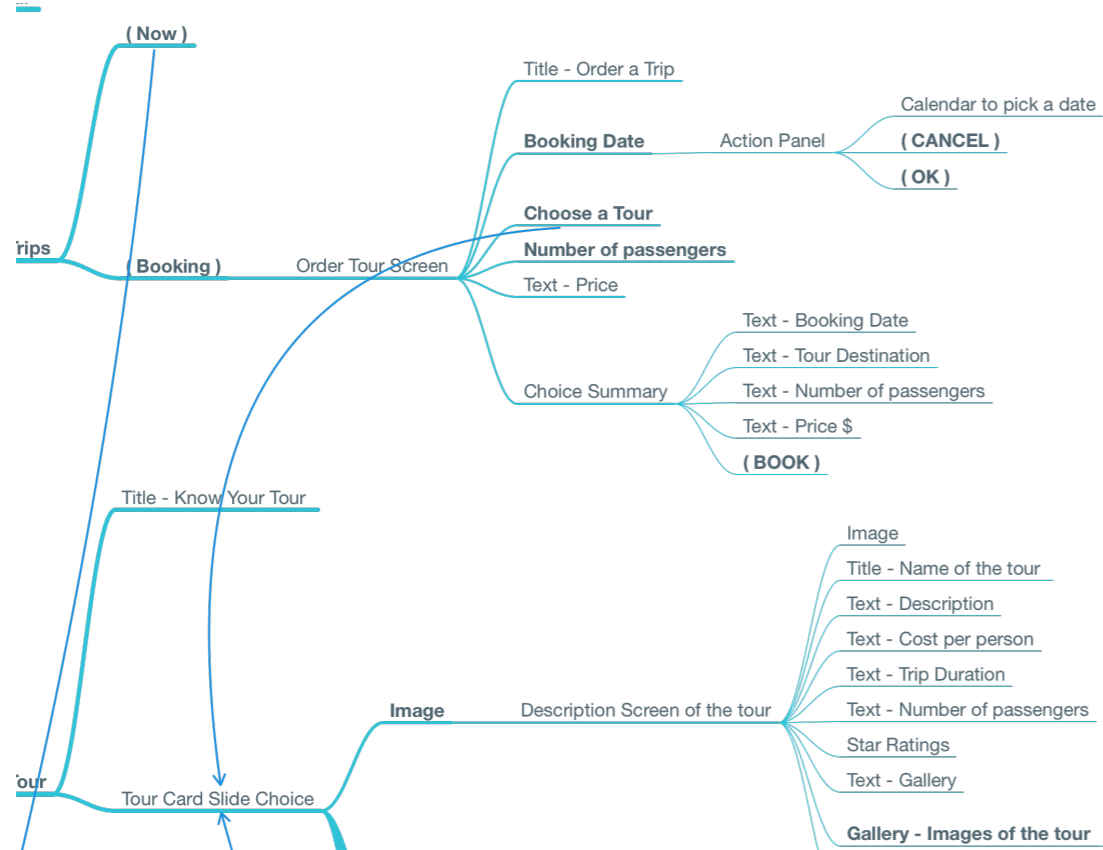 ( Now )
Title - Order a Trip
Calendar to pick a date
Booking Date
Action Panel
( CANCEL )
( OK )
Choose a Tour
Number of passengers
( Booking )
Order Tour Screen
Text - Price
Text - Booking Date
Text - Tour Destination
Choice Summary
Text - Number of passengers
Text - Price $
( BOOK )
Title - Know Your Tour
Image
Title - Name of the tour
Text - Description
Text - Cost per person
Text - Trip Duration
Image
Description Screen of the tour
Text - Number of passengers
Star Ratings
Text - Gallery
Tour Card Slide Choice
Gallery - Images of the tour